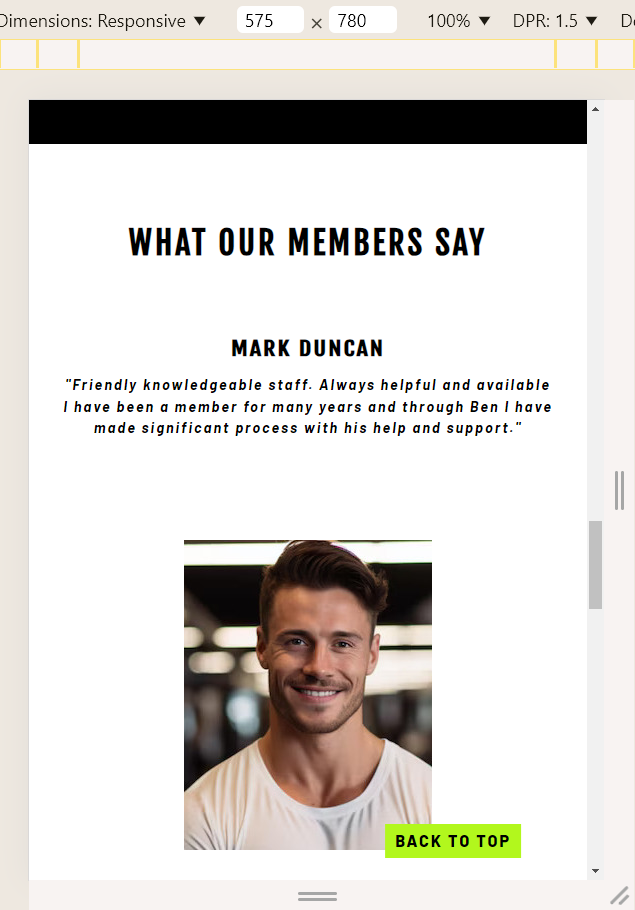 Dimensions: Responsive ▼ 575 × 780 100% ▼ DPR: 1.5 ▼
WHAT OUR MEMBERS SAY
MARK DUNCAN
"Friendly knowledgeable staff. Always helpful and available
I have been a member for many years and through Ben I have
made significant process with his help and support."
BACK TO TOP